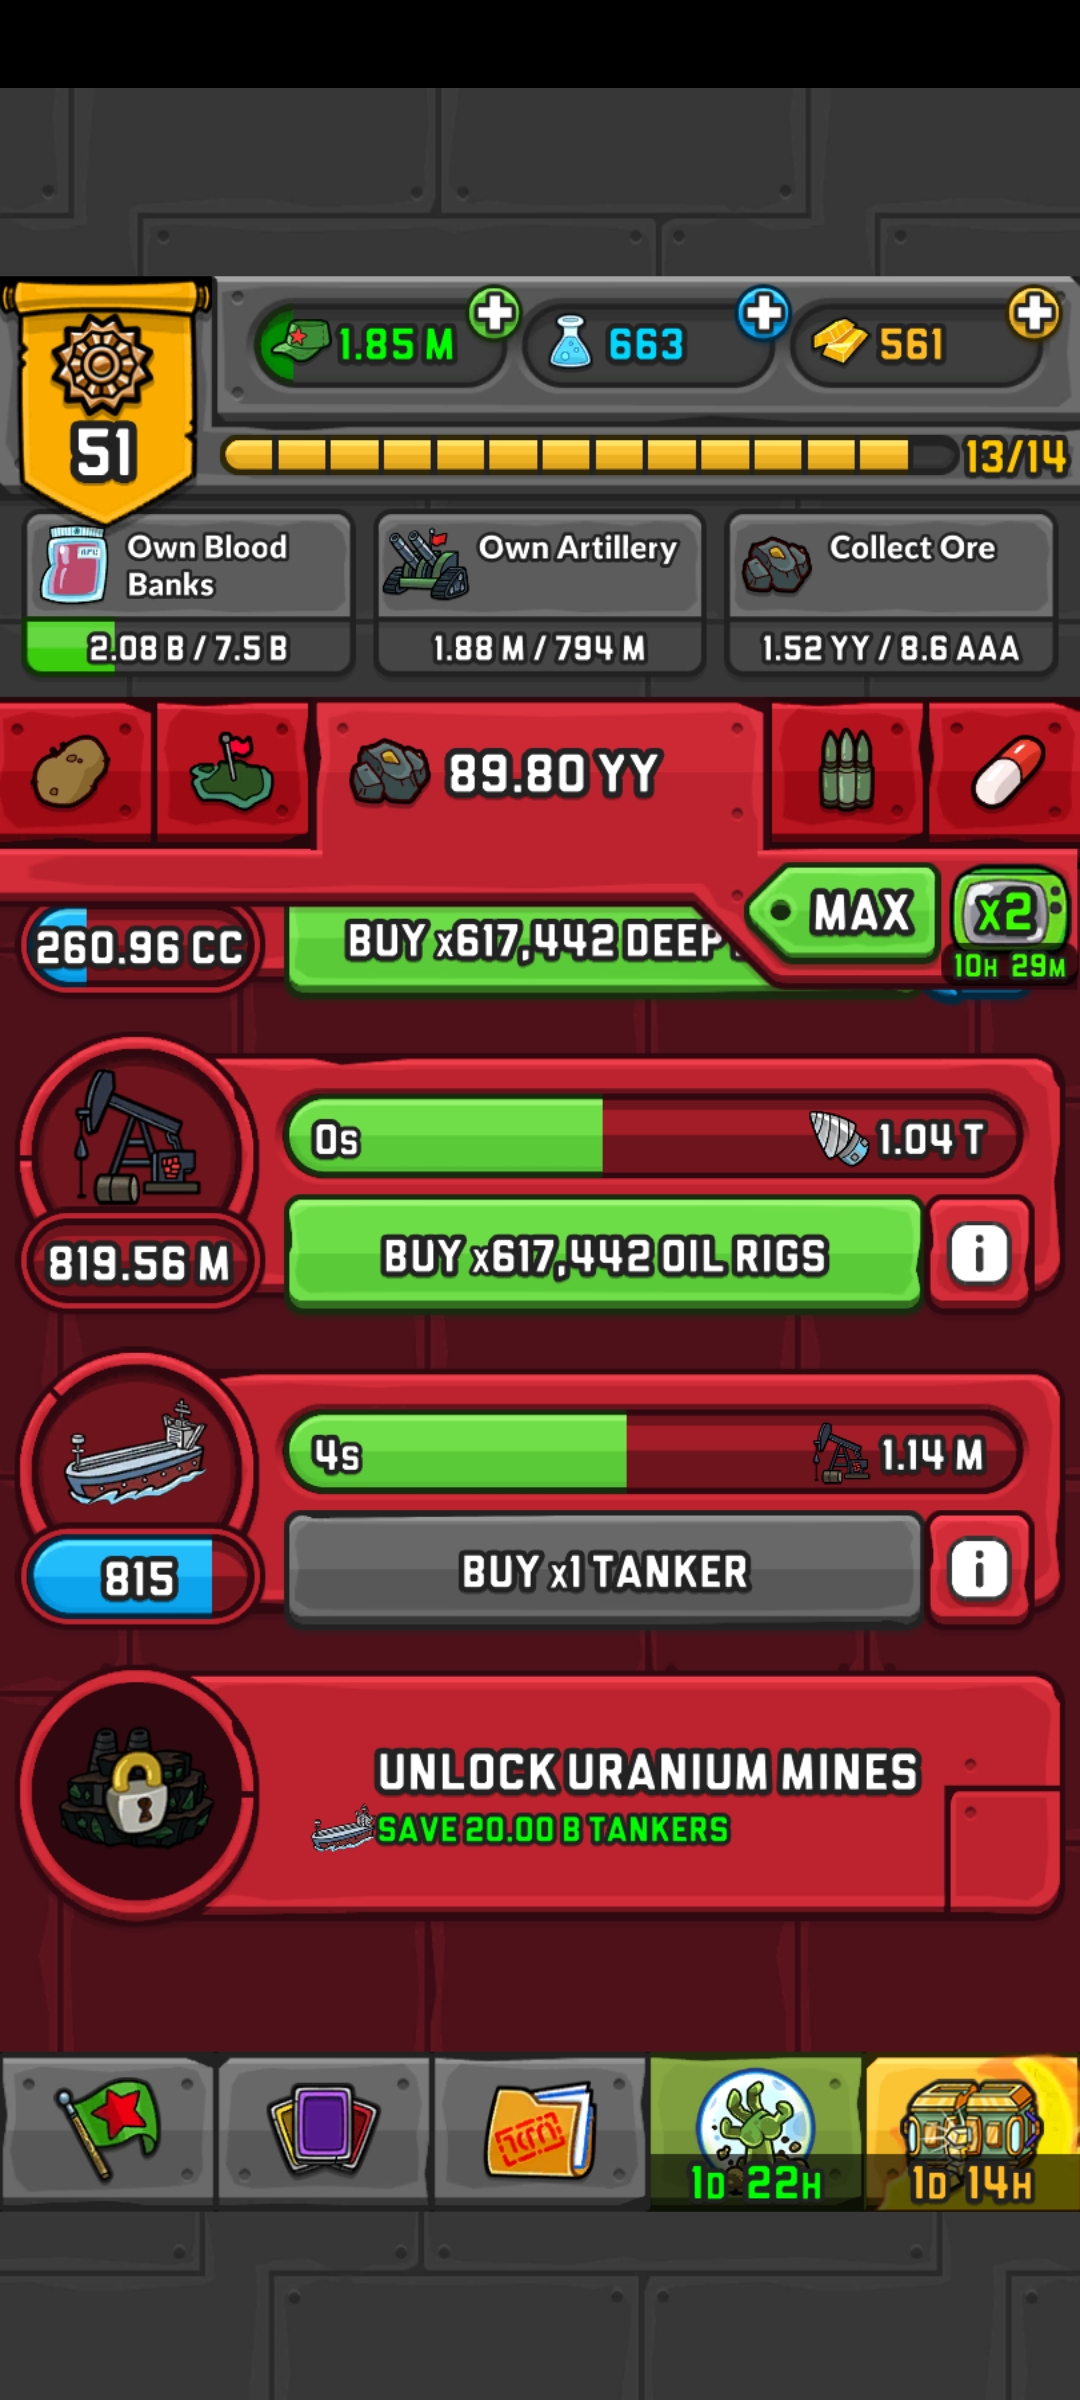 1.85 M
663
561
51
13/14
Own Blood
Banks
2.08 B / 7.5 B
Own Artillery
1.88 M / 794 M
Collect Ore
1.52 YY / 8.6 AAA
89.80 YY
MAX
x2
10H 29M
260.96 CC
BUY x617,442 DEEP
0s
1.04 T
819.56 M
BUY x617,442 OIL RIGS
i
4s
1.14 M
815
BUY x1 TANKER
i
UNLOCK URANIUM MINES
SAVE 20.00 B TANKERS
1D 22H
1D 14H